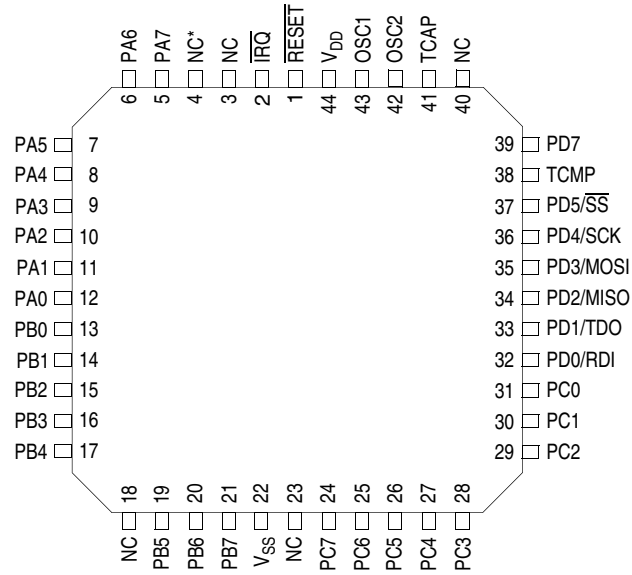 PA6 PA7 NC* NC I̅R̅Q̅ R̅E̅S̅E̅T̅ VDD OSC1 OSC2 TCAP NC
6 5 4 3 2 1 44 43 42 41 40
PA5 7 39 PD7
PA4 8 38 TCMP
PA3 9 37 PD5/S̅S̅
PA2 10 36 PD4/SCK
PA1 11 35 PD3/MOSI
PA0 12 34 PD2/MISO
PB0 13 33 PD1/TDO
PB1 14 32 PD0/RDI
PB2 15 31 PC0
PB3 16 30 PC1
PB4 17 29 PC2
18 19 20 21 22 23 24 25 26 27 28
NC PB5 PB6 PB7 VSS NC PC7 PC6 PC5 PC4 PC3